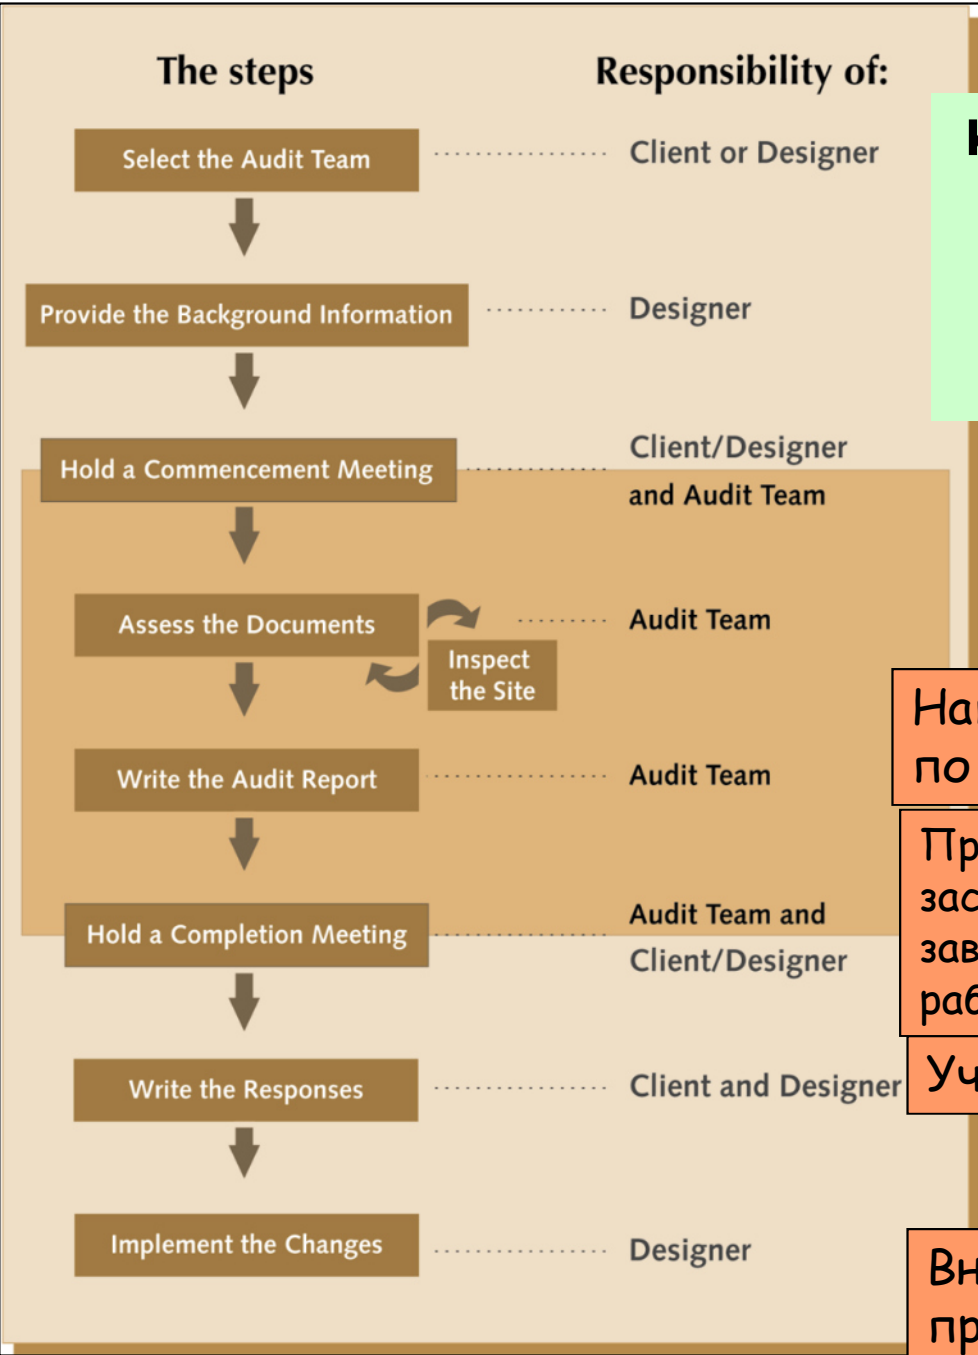 The steps
Responsibility of:
Select the Audit Team
Client or Designer
Provide the Background Information
Designer
Hold a Commencement Meeting
Client/Designer
and Audit Team
Assess the Documents
Audit Team
Inspect
the Site
Write the Audit Report
Audit Team
Hold a Completion Meeting
Audit Team and
Client/Designer
Write the Responses
Client and Designer
Implement the Changes
Designer
по